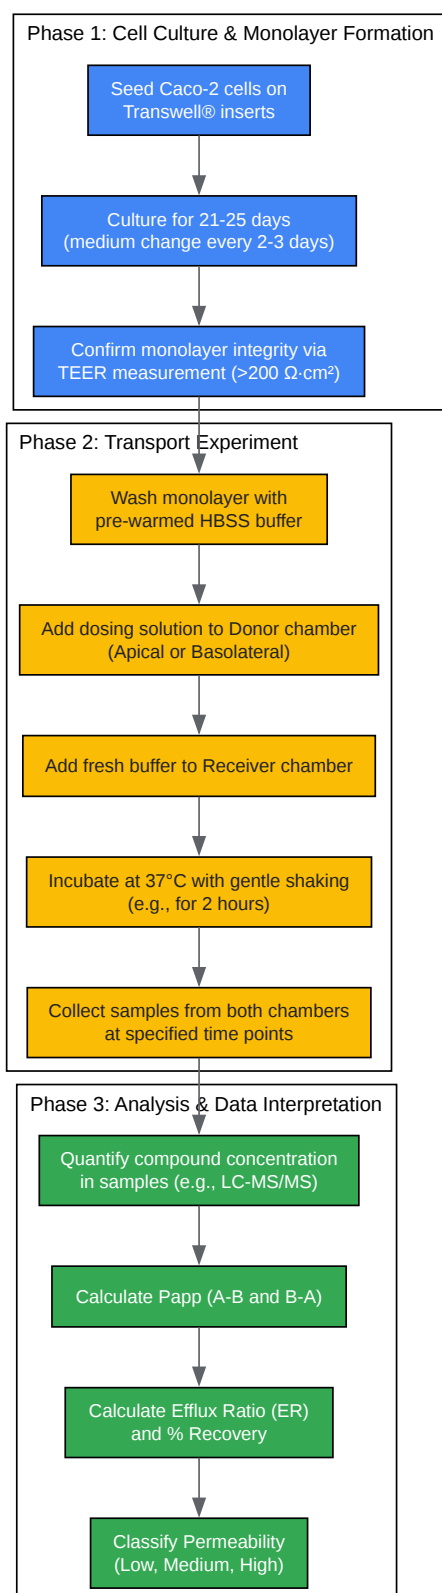 Phase 1: Cell Culture & Monolayer Formation
Seed Caco-2 cells on
Transwell® inserts
Culture for 21-25 days
(medium change every 2-3 days)
Confirm monolayer integrity via
TEER measurement (>200 Ω·cm²)
Phase 2: Transport Experiment
Wash monolayer with
pre-warmed HBSS buffer
Add dosing solution to Donor chamber
(Apical or Basolateral)
Add fresh buffer to Receiver chamber
Incubate at 37°C with gentle shaking
(e.g., for 2 hours)
Collect samples from both chambers
at specified time points
Phase 3: Analysis & Data Interpretation
Quantify compound concentration
in samples (e.g., LC-MS/MS)
Calculate Papp (A-B and B-A)
Calculate Efflux Ratio (ER)
and % Recovery
Classify Permeability
(Low, Medium, High)